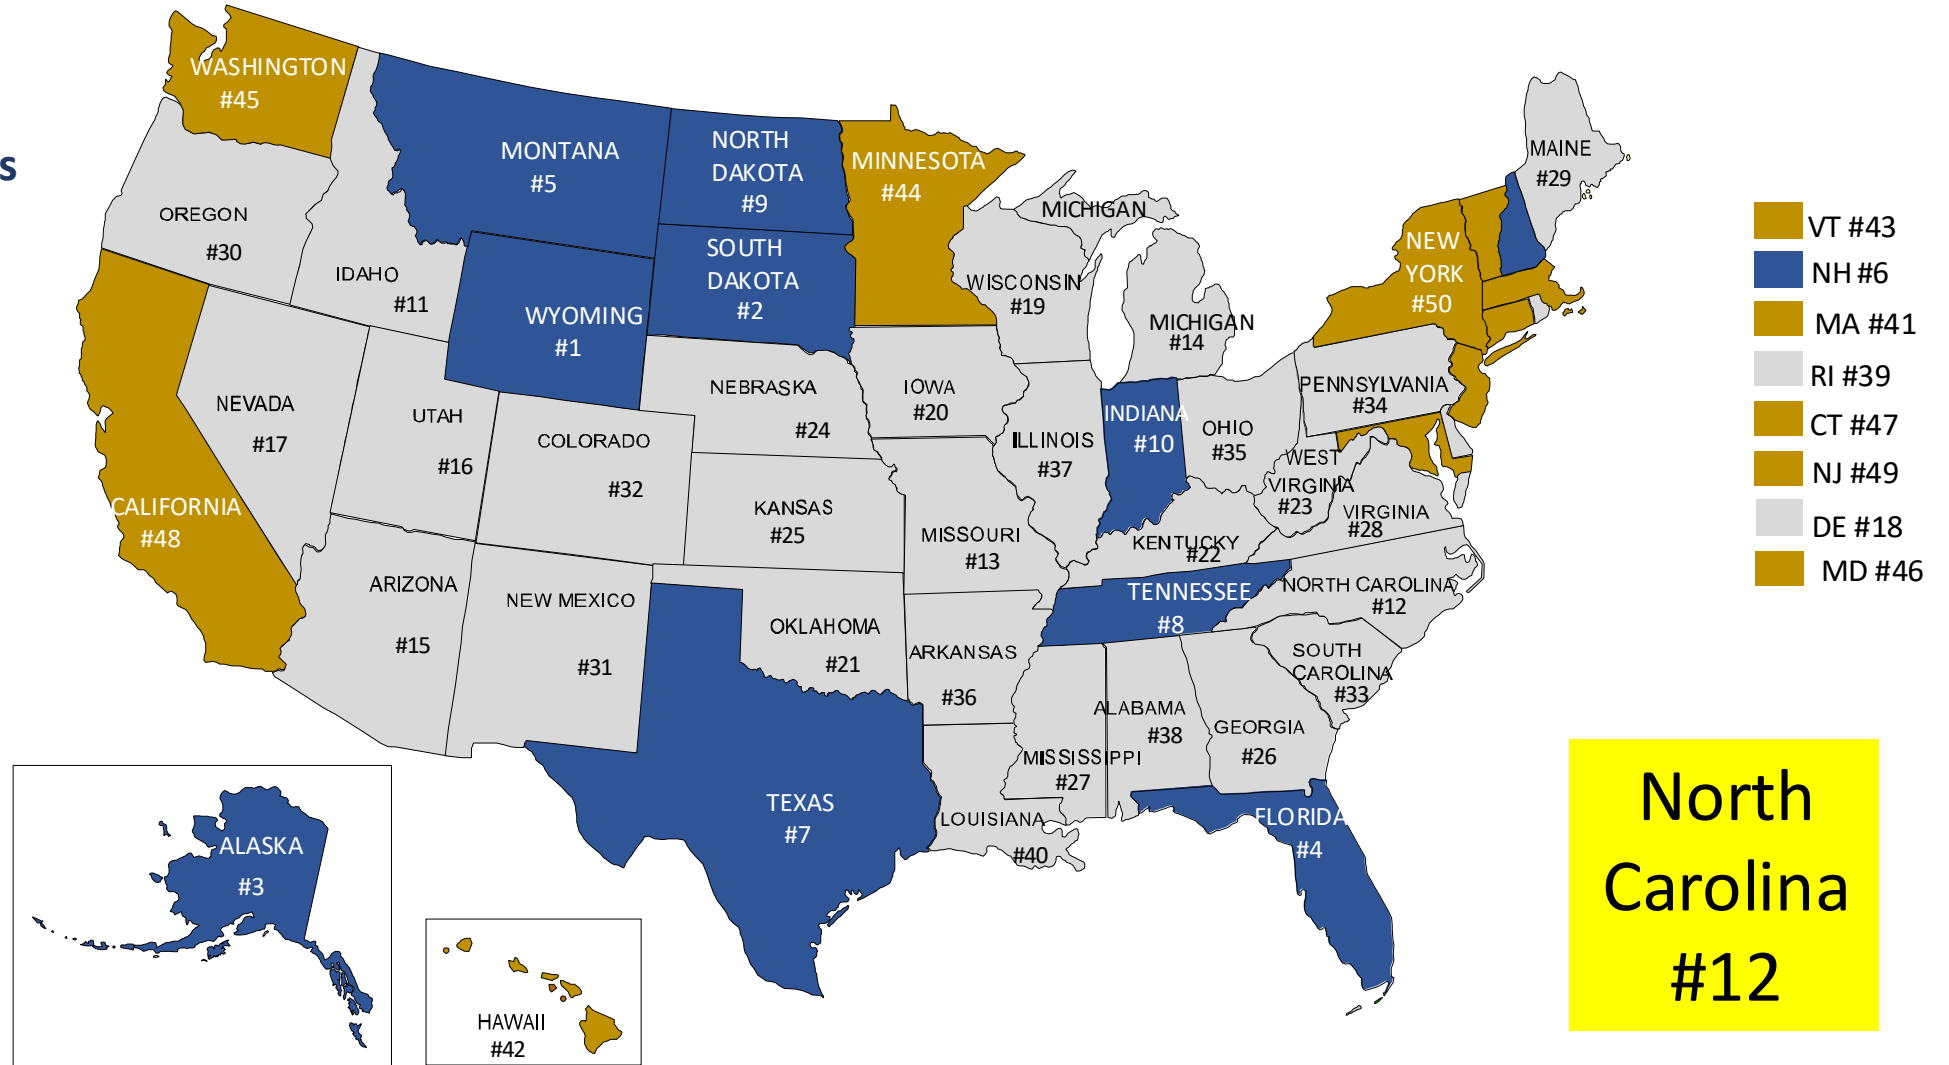 s
WASHINGTON
#45
OREGON
#30
CALIFORNIA
#48
NEVADA
#17
IDAHO
#11
MONTANA
#5
WYOMING
#1
UTAH
#16
ARIZONA
#15
COLORADO
#32
NEW MEXICO
#31
NORTH
DAKOTA
#9
SOUTH
DAKOTA
#2
NEBRASKA
#24
KANSAS
#25
OKLAHOMA
#21
TEXAS
#7
MINNESOTA
#44
IOWA
#20
MISSOURI
#13
ARKANSAS
#36
LOUISIANA
#40
WISCONSIN
#19
MICHIGAN
MICHIGAN
#14
ILLINOIS
#37
INDIANA
#10
OHIO
#35
KENTUCKY
#22
TENNESSEE
#8
MISSISSIPPI
#27
ALABAMA
#38
GEORGIA
#26
FLORIDA
#4
SOUTH
CAROLINA
#33
NORTH CAROLINA
#12
VIRGINIA
#28
WEST
VIRGINIA
#23
PENNSYLVANIA
#34
NEW
YORK
#50
MAINE
#29
ALASKA
#3
HAWAII
#42
VT #43
NH #6
MA #41
RI #39
CT #47
NJ #49
DE #18
MD #46
North
Carolina
#12